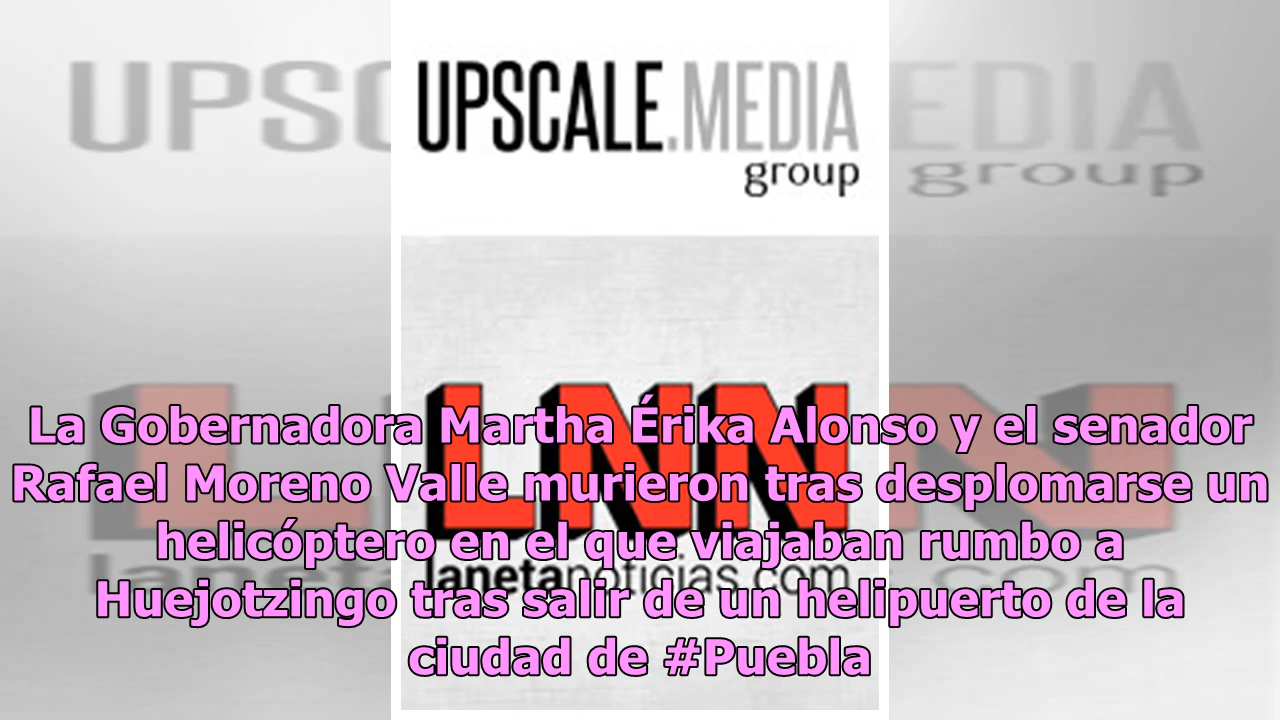 UPSCALE.MEDIA
group
LNN
lanetanoticias.com
La Gobernadora Martha Érika Alonso y el senador
Rafael Moreno Valle murieron tras desplomarse un
helicóptero en el que viajaban rumbo a
Huejotzingo tras salir de un helipuerto de la
ciudad de #Puebla